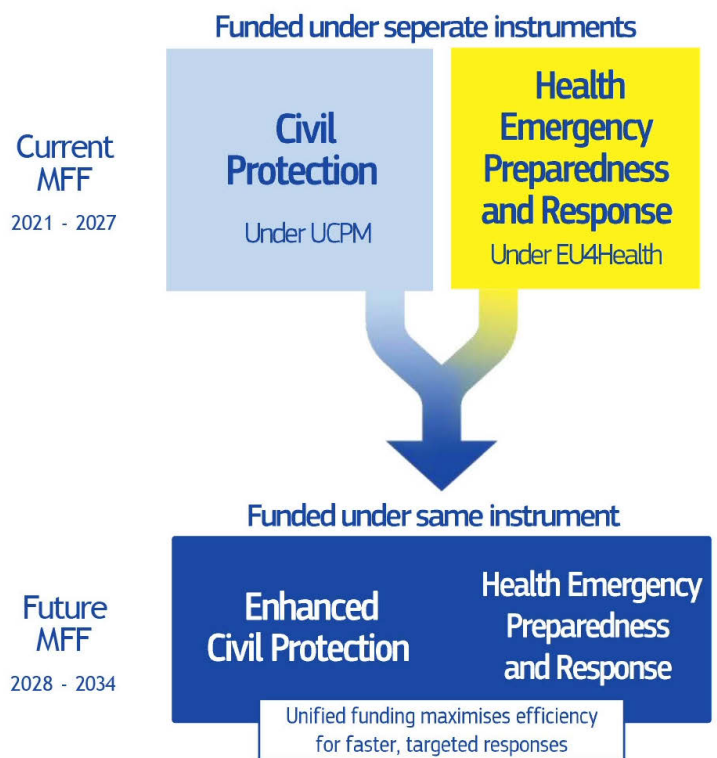 Funded under seperate instruments
Current
MFF
2021 - 2027
Civil
Protection
Under UCPM
Health
Emergency
Preparedness
and Response
Under EU4Health
Funded under same instrument
Future
MFF
2028 - 2034
Enhanced
Civil Protection
Health Emergency
Preparedness
and Response
Unified funding maximises efficiency
for faster, targeted responses